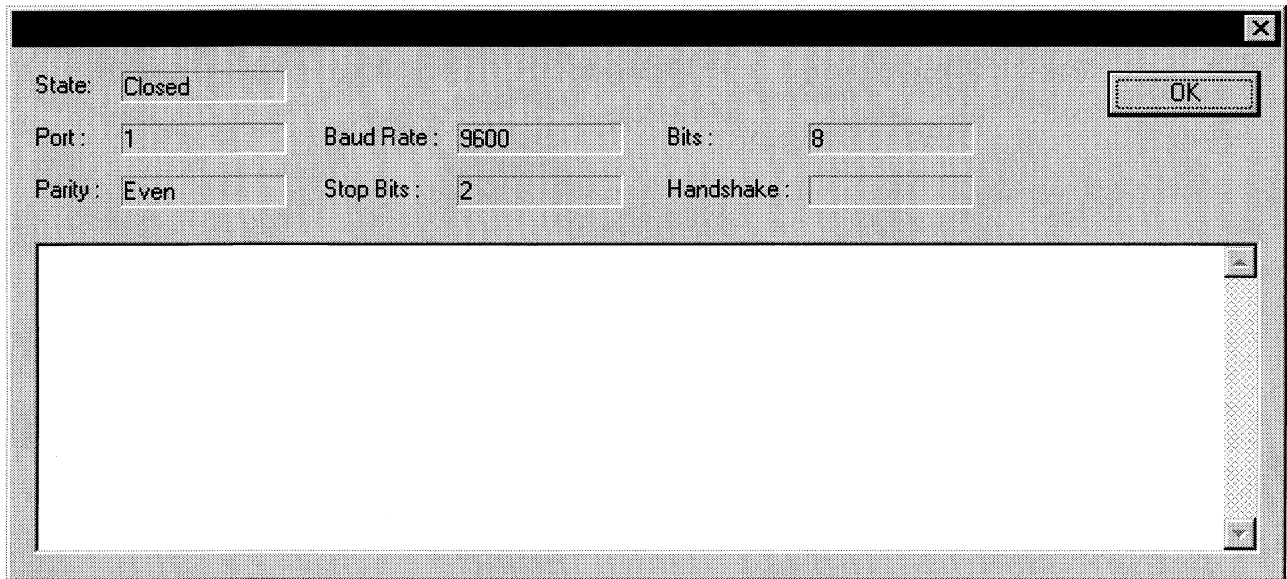 State: Closed OK
Port : 1 Baud Rate : 9600 Bits : 8
Parity : Even Stop Bits : 2 Handshake :